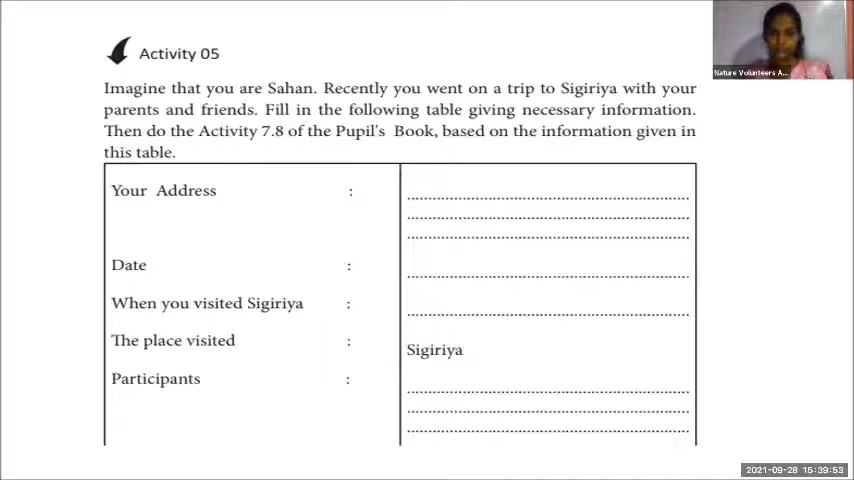 Activity 05
Imagine that you are Sahan. Recently you went on a trip to Sigiriya with your
parents and friends. Fill in the following table giving necessary information.
Then do the Activity 7.8 of the Pupil's Book, based on the information given in
this table.
Your Address :
Date :
When you visited Sigiriya :
The place visited : Sigiriya
Participants :
Nature Volunteers A...
2021-09-28 15:39:53